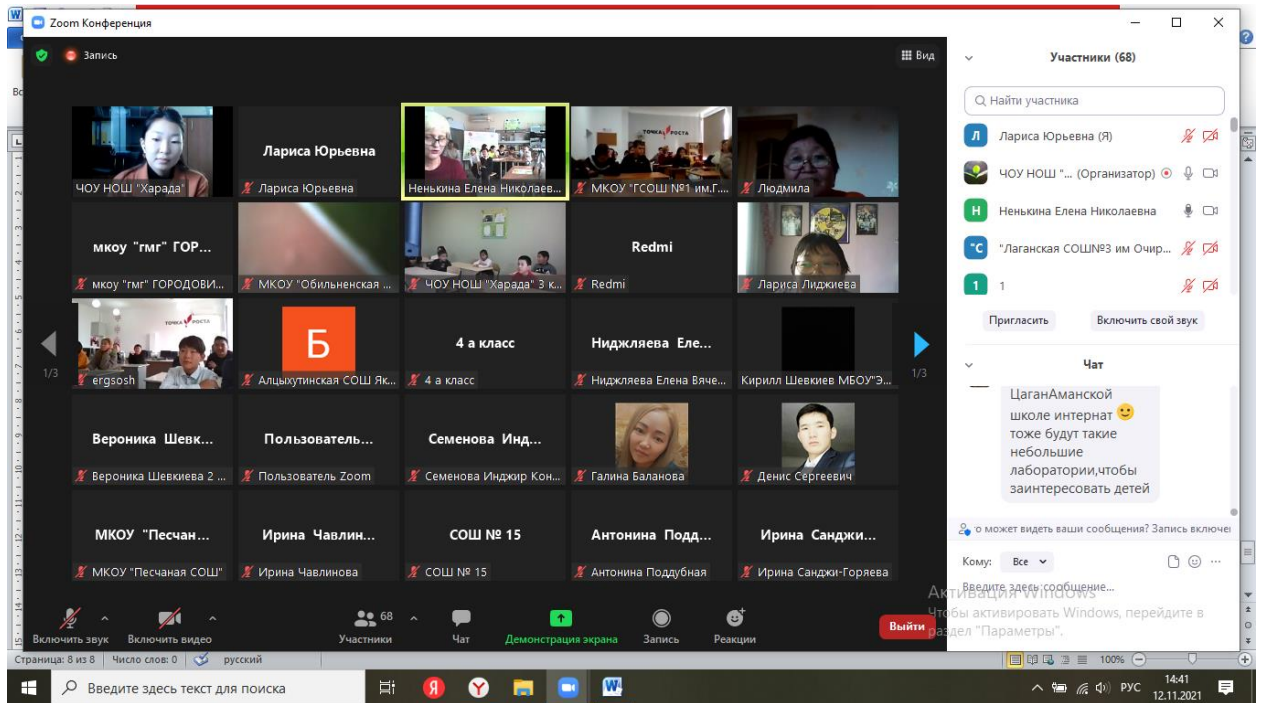 Zoom Конференция
Запись
Вид
ЧОУ НОШ "Харада"
Лариса Юрьевна
Лариса Юрьевна
Ненькина Елена Николаев...
ТОЧКА РОСТА
МКОУ "ГСОШ №1 им.Г....
Людмила
мкоу "гмг" ГОР...
мкоу "гмг" ГОРОДОВИ...
МКОУ "Обильненская ...
ЧОУ НОШ "Харада" 3 к...
Redmi
Redmi
Лариса Лиджиева
1/3
ТОЧКА РОСТА
ergsosh
Б
Алцыхутинская СОШ Як...
4 а класс
4 а класс
Ниджляева Еле...
Ниджляева Елена Вяче...
Кирилл Шевкиев МБОУ"Э...
1/3
Вероника Шевк...
Вероника Шевкиева 2 ...
Пользователь...
Пользователь Zoom
Семенова Инд...
Семенова Инджир Кон...
Галина Баланова
Денис Сергеевич
МКОУ "Песчан...
МКОУ "Песчаная СОШ"
Ирина Чавлин...
Ирина Чавлинова
СОШ № 15
СОШ № 15
Антонина Подд...
Антонина Поддубная
Ирина Санджи...
Ирина Санджи-Горяева
Включить звук
Включить видео
68
Участники
Чат
Демонстрация экрана
Запись
Реакции
Выйти
Участники (68)
Найти участника
Л
Лариса Юрьевна (Я)
ЧОУ НОШ "... (Организатор)
Н
Ненькина Елена Николаевна
"С
"Лаганская СОШ№3 им Очир...
1
1
Пригласить
Включить свой звук
Чат
ЦаганАманской
школе интернат
тоже будут такие
небольшие
лаборатории,чтобы
заинтересовать детей
то может видеть ваши сообщения? Запись включен
Кому:
Все
Введите здесь сообщение...
Активация Windows
Чтобы активировать Windows, перейдите в
раздел "Параметры".
Страница: 8 из 8
Число слов: 0
русский
100%
Введите здесь текст для поиска
РУС
14:41
12.11.2021